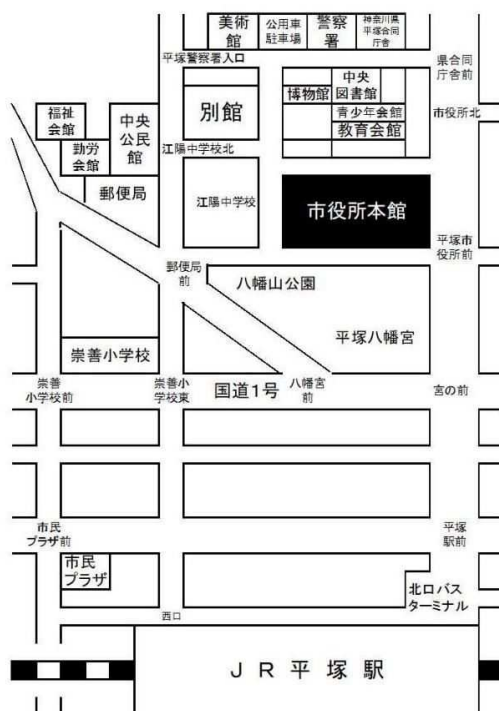 美術
館
公用車
駐車場
警察
署
神奈川県
平塚合同
庁舎
平塚警察署入口
県合同
庁舎前
福祉
会館
中央
公民
館
別館
博物館
中央
図書館
青少年会館
教育会館
市役所北
勤労
会館
江陽中学校北
郵便局
江陽中学校
市役所本館
平塚市
役所前
郵便局
前
八幡山公園
平塚八幡宮
崇善小学校
崇善
小学校前
崇善小
学校東
国道1号
八幡宮
前
宮の前
市民
プラザ前
平塚
駅前
市民
プラザ
北口バス
ターミナル
西口
JR平塚駅